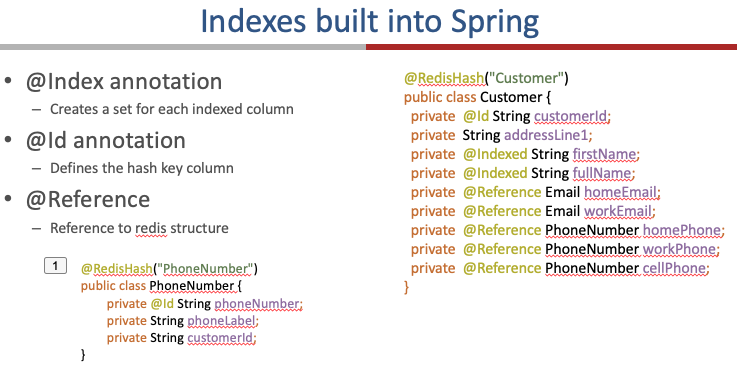 Indexes built into Spring
• @Index annotation
– Creates a set for each indexed column
• @Id annotation
– Defines the hash key column
• @Reference
– Reference to redis structure
1
@RedisHash("PhoneNumber")
public class PhoneNumber {
private @Id String phoneNumber;
private String phoneLabel;
private String customerId;
}
@RedisHash("Customer")
public class Customer {
private @Id String customerId;
private String addressLine1;
private @Indexed String firstName;
private @Indexed String fullName;
private @Reference Email homeEmail;
private @Reference Email workEmail;
private @Reference PhoneNumber homePhone;
private @Reference PhoneNumber workPhone;
private @Reference PhoneNumber cellPhone;
}